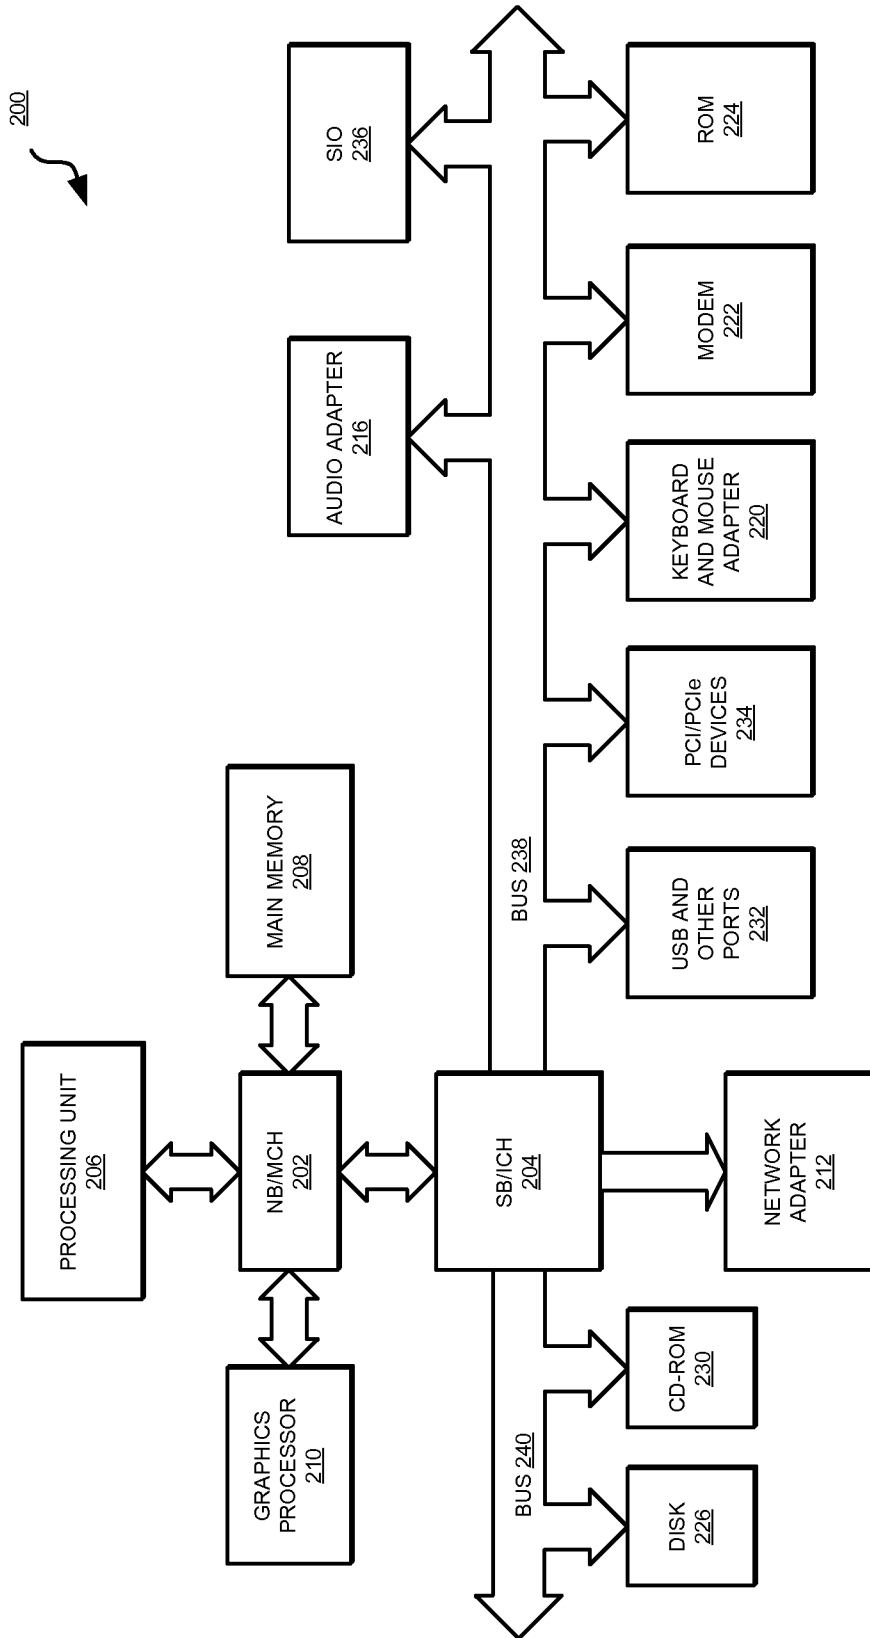 200
PROCESSING UNIT
206
GRAPHICS
PROCESSOR
210
NB/MCH
202
MAIN MEMORY
208
AUDIO ADAPTER
216
SIO
236
SB/ICH
204
BUS 240
BUS 238
DISK
226
CD-ROM
230
NETWORK
ADAPTER
212
USB AND
OTHER
PORTS
232
PCI/PCIe
DEVICES
234
KEYBOARD
AND MOUSE
ADAPTER
220
MODEM
222
ROM
224